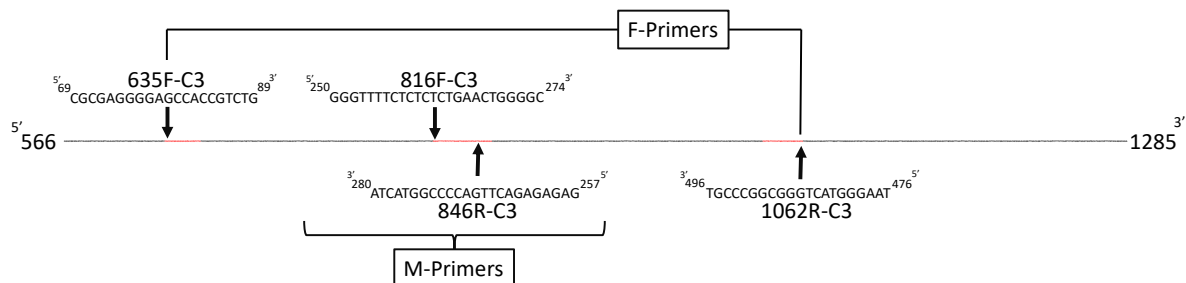 F-Primers
635F-C3
816F-C3
5' 69 CGCGAGGGGAGCCACCGTCTG 89 3'
5' 250 GGGTTTTCTCTCTCTGAACTGGGGC 274 3'
5' 566
1285 3'
3' 280 ATCATGGCCCCAGTTCAGAGAGAG 257 5'
3' 496 TGCCCGGCGGGTCATGGGAAT 476 5'
846R-C3
1062R-C3
M-Primers